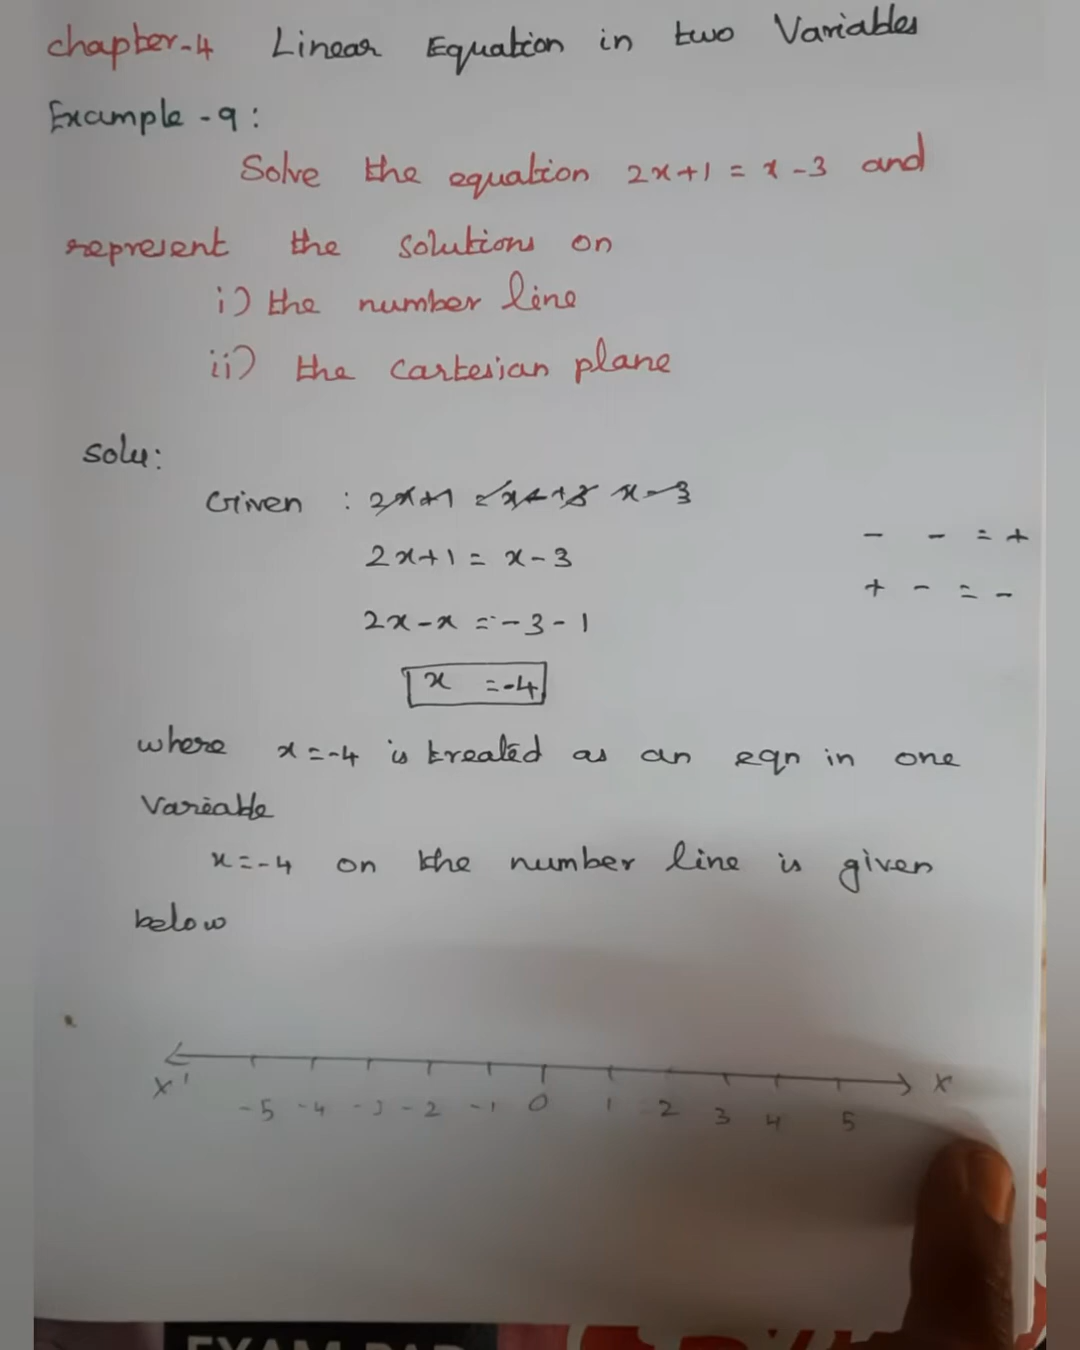 chapter-4 Linear Equation in two Variables
Example -9:
Solve the equation 2x+1 = x-3 and
represent the solutions on
i) the number line
ii) the cartesian plane
Solu:
Given :
2x+1 = x-3
- - = +
+ - = -
2x-x = -3-1
x = -4
where x=-4 is treated as an eqn in one
Variable
x=-4 on the number line is given
below
X' X
-5 -4 -3 -2 -1 0 1 2 3 4 5